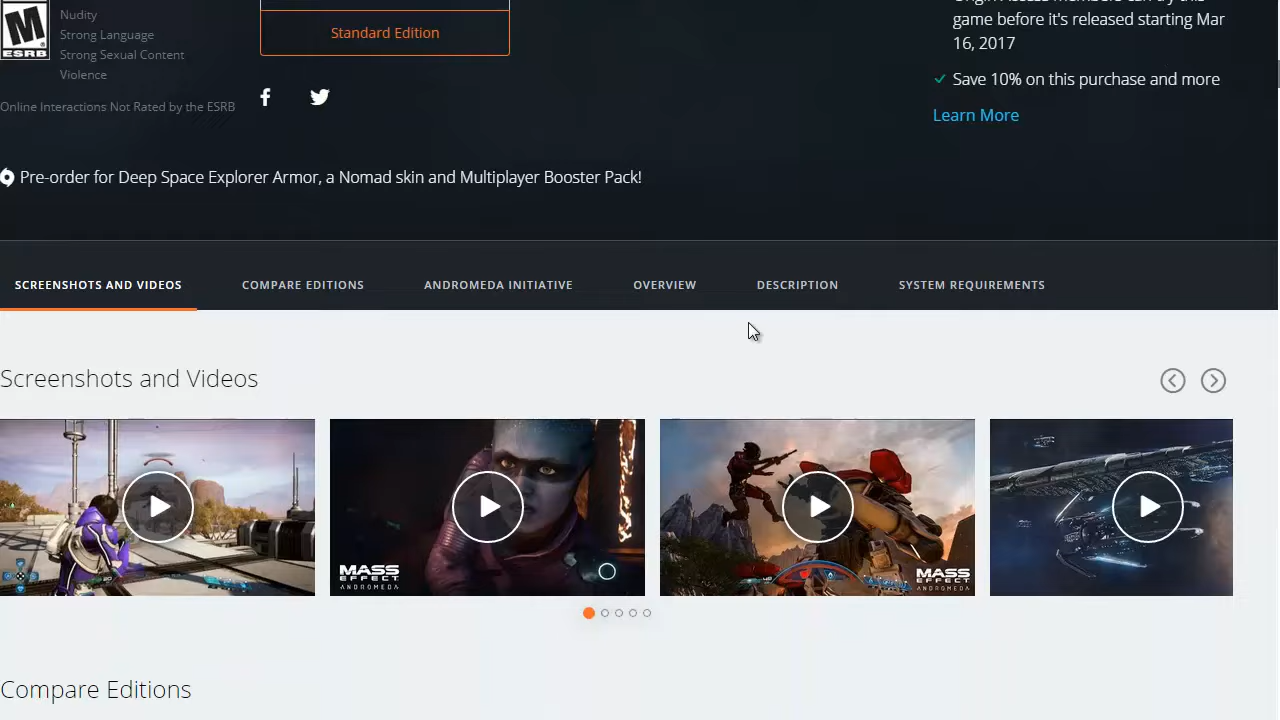 Nudity
Strong Language
Strong Sexual Content
Violence
Online Interactions Not Rated by the ESRB
M
ESRB
Standard Edition
game before it's released starting Mar
16, 2017
Save 10% on this purchase and more
Learn More
Pre-order for Deep Space Explorer Armor, a Nomad skin and Multiplayer Booster Pack!
SCREENSHOTS AND VIDEOS COMPARE EDITIONS ANDROMEDA INITIATIVE OVERVIEW DESCRIPTION SYSTEM REQUIREMENTS
Screenshots and Videos
MASS EFFECT
ANDROMEDA
MASS EFFECT
ANDROMEDA
Compare Editions